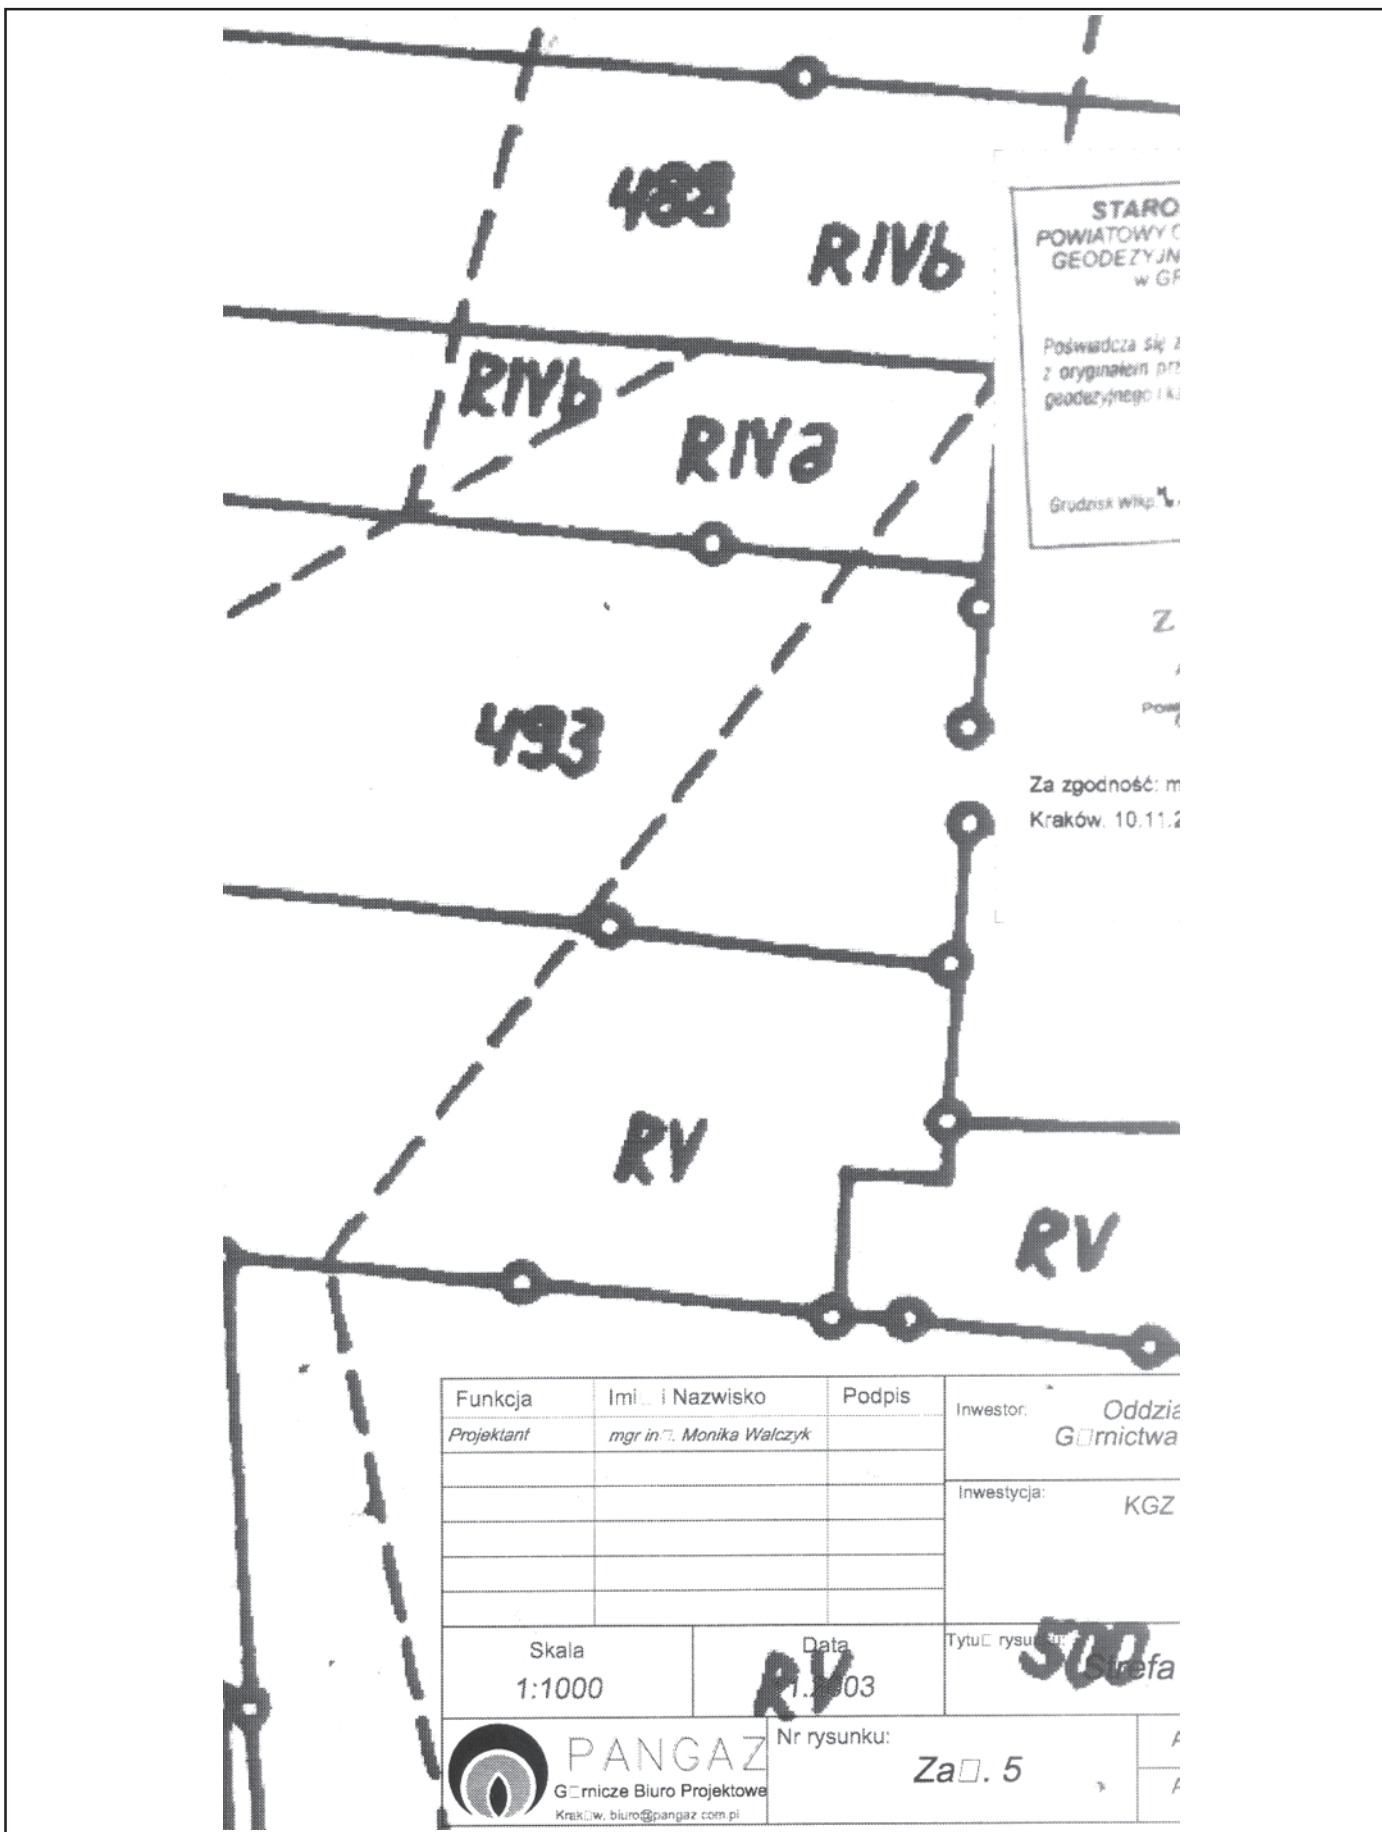 488
RIVb
STARO
POWIATOWY
GEODEZYJN
w GR
RIVb
RIVa
Poświadcza się
z oryginałem
geodezyjnego i
Grodzisk Wlkp.
Z
493
Za zgodność: m
Kraków. 10.11.2
RV
RV
Funkcja Imi□ i Nazwisko Podpis
Projektant mgr in□. Monika Walczyk
Inwestor: Oddzia
G□rnictwa
Inwestycja: KGZ
Skala
1:1000
Data
1.2003
RV
Tytu□ rysunku:
500
Strefa
PANGAZ
G□rnicze Biuro Projektowe
Krak□w, biuro@pangaz.com.pl
Nr rysunku:
Za□. 5